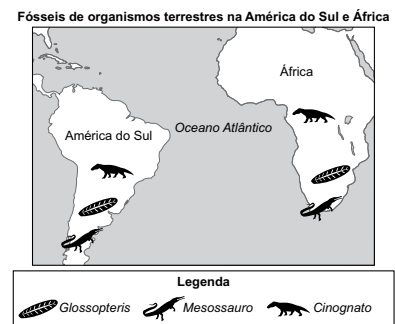 Fósseis de organismos terrestres na América do Sul e África
África
América do Sul
Oceano Atlântico
Legenda
Glossopteris Mesossauro Cinognato